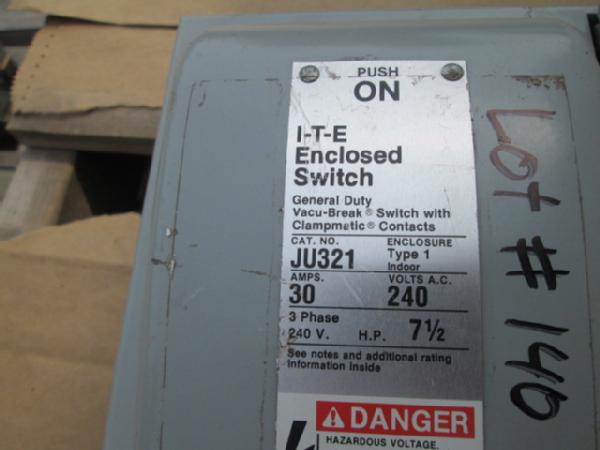 PUSH
ON
I-T-E
Enclosed
Switch
General Duty
Vacu-Break® Switch with
Clampmatic® Contacts
CAT. NO. ENCLOSURE
JU321 Type 1
Indoor
AMPS. VOLTS A.C.
30 240
3 Phase
240 V. H.P. 7½
See notes and additional rating
information inside
DANGER
HAZARDOUS VOLTAGE.
LOT # 140